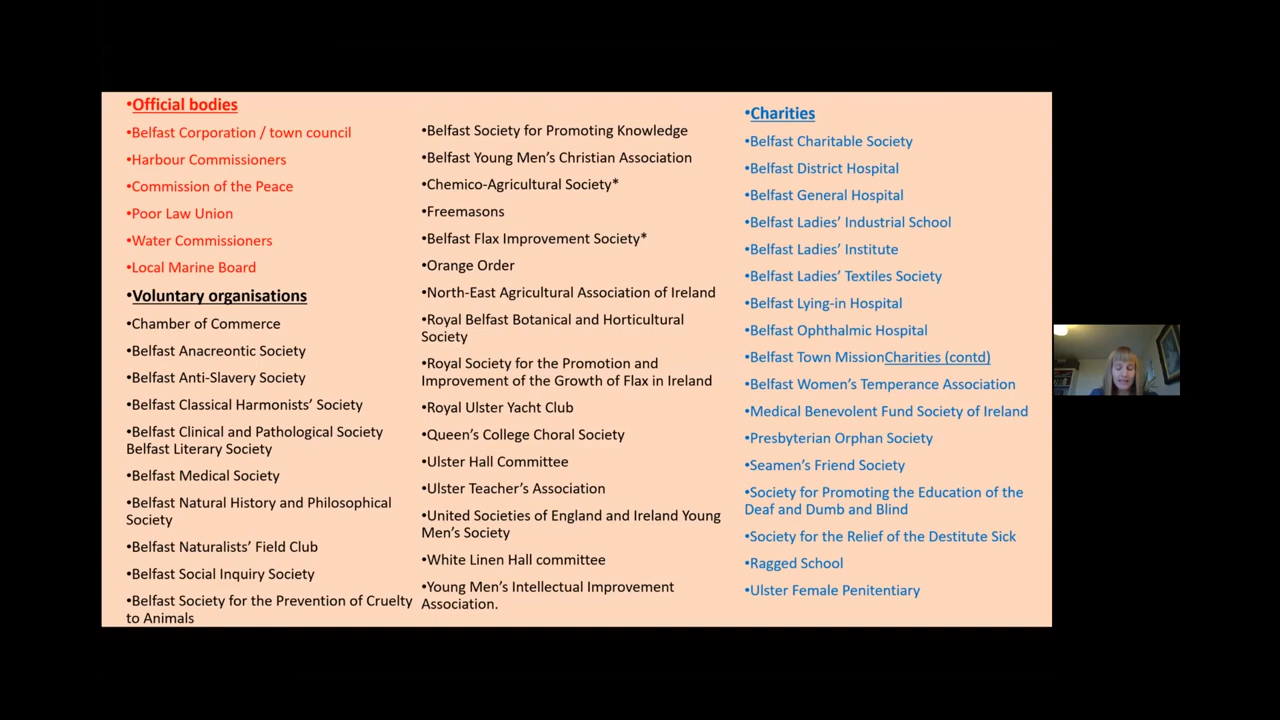 •Official bodies
•Belfast Corporation / town council
•Harbour Commissioners
•Commission of the Peace
•Poor Law Union
•Water Commissioners
•Local Marine Board
•Voluntary organisations
•Chamber of Commerce
•Belfast Anacreontic Society
•Belfast Anti-Slavery Society
•Belfast Classical Harmonists’ Society
•Belfast Clinical and Pathological Society
Belfast Literary Society
•Belfast Medical Society
•Belfast Natural History and Philosophical
Society
•Belfast Naturalists’ Field Club
•Belfast Social Inquiry Society
•Belfast Society for the Prevention of Cruelty
to Animals
•Belfast Society for Promoting Knowledge
•Belfast Young Men’s Christian Association
•Chemico-Agricultural Society*
•Freemasons
•Belfast Flax Improvement Society*
•Orange Order
•North-East Agricultural Association of Ireland
•Royal Belfast Botanical and Horticultural
Society
•Royal Society for the Promotion and
Improvement of the Growth of Flax in Ireland
•Royal Ulster Yacht Club
•Queen’s College Choral Society
•Ulster Hall Committee
•Ulster Teacher’s Association
•United Societies of England and Ireland Young
Men’s Society
•White Linen Hall committee
•Young Men’s Intellectual Improvement
Association.
•Charities
•Belfast Charitable Society
•Belfast District Hospital
•Belfast General Hospital
•Belfast Ladies’ Industrial School
•Belfast Ladies’ Institute
•Belfast Ladies’ Textiles Society
•Belfast Lying-in Hospital
•Belfast Ophthalmic Hospital
•Belfast Town MissionCharities (contd)
•Belfast Women’s Temperance Association
•Medical Benevolent Fund Society of Ireland
•Presbyterian Orphan Society
•Seamen’s Friend Society
•Society for Promoting the Education of the
Deaf and Dumb and Blind
•Society for the Relief of the Destitute Sick
•Ragged School
•Ulster Female Penitentiary